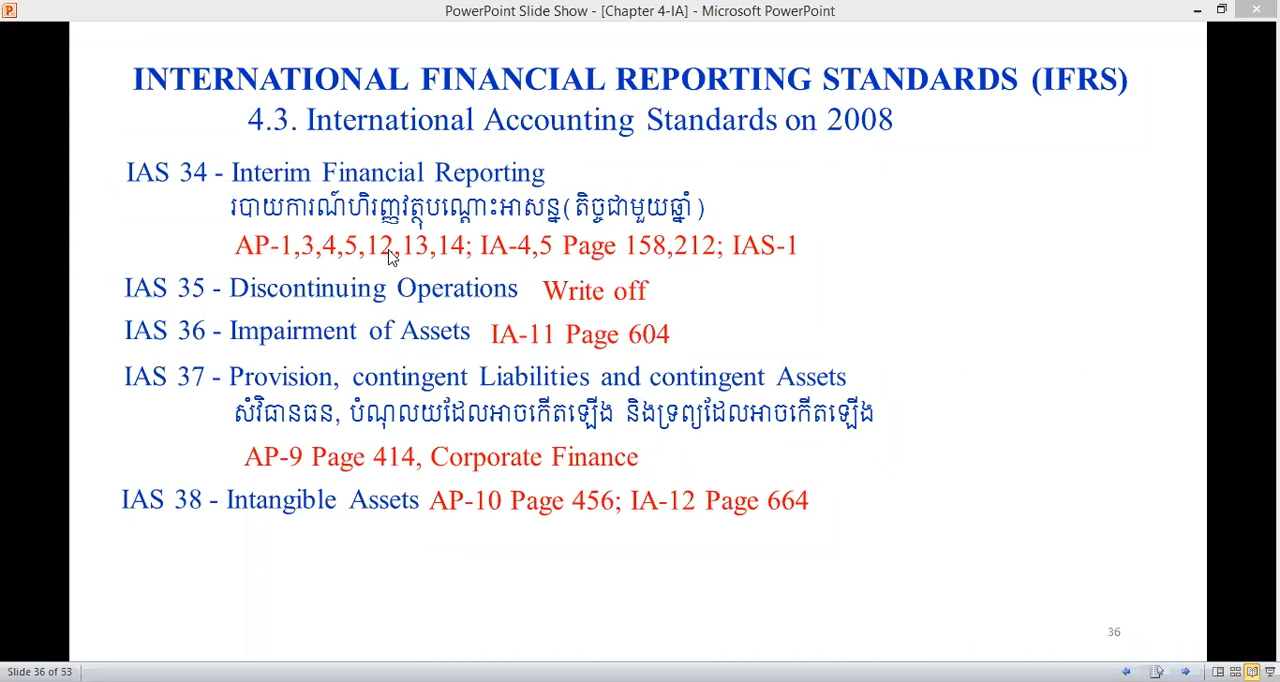 PowerPoint Slide Show - [Chapter 4-IA] - Microsoft PowerPoint
INTERNATIONAL FINANCIAL REPORTING STANDARDS (IFRS)
4.3. International Accounting Standards on 2008
IAS 34 - Interim Financial Reporting
របាយការណ៍ហិរញ្ញវត្ថុបណ្តោះអាសន្ន(តិច្ចជាមួយឆ្នាំ)
AP-1,3,4,5,12,13,14; IA-4,5 Page 158,212; IAS-1
IAS 35 - Discontinuing Operations Write off
IAS 36 - Impairment of Assets IA-11 Page 604
IAS 37 - Provision, contingent Liabilities and contingent Assets
សំវិធានធន, បំណុលយដែលអាចកើតឡើង និងទ្រព្យដែលអាចកើតឡើង
AP-9 Page 414, Corporate Finance
IAS 38 - Intangible Assets AP-10 Page 456; IA-12 Page 664
36
Slide 36 of 53